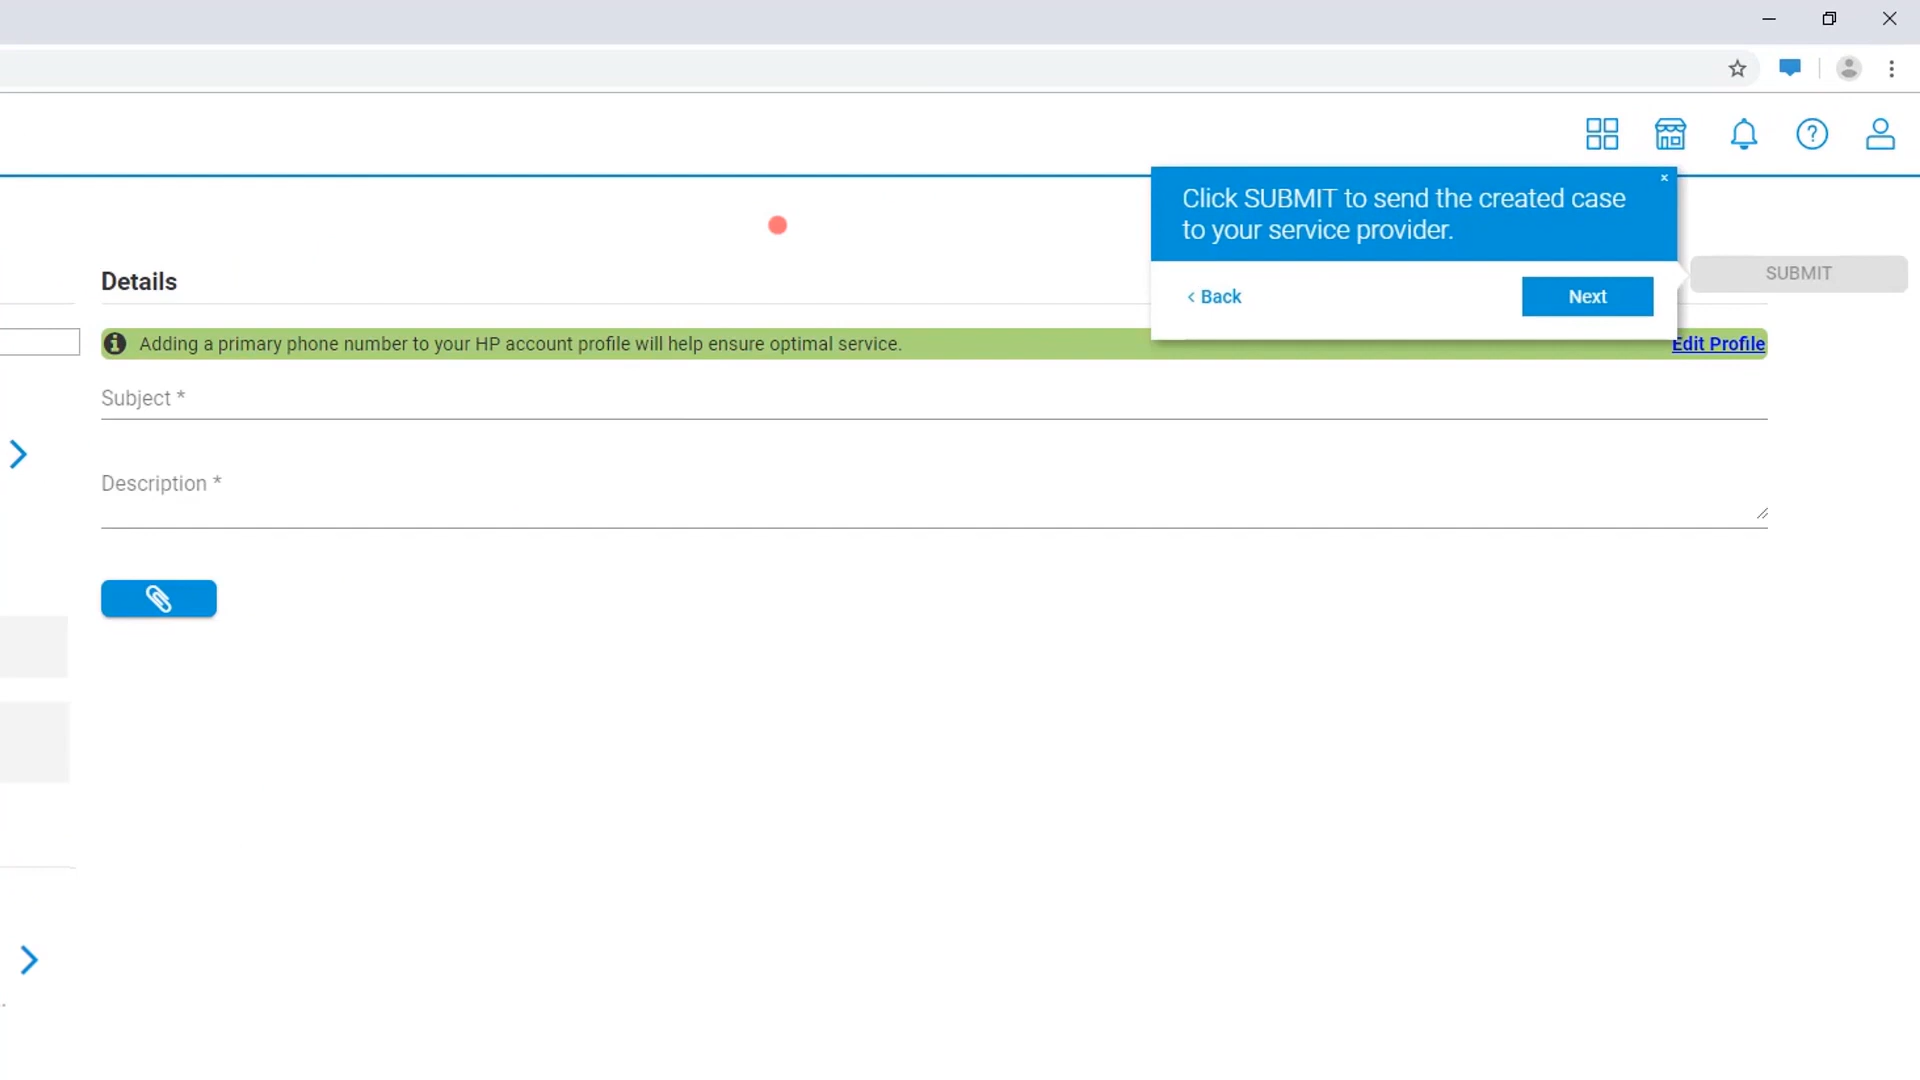 Click SUBMIT to send the created case
to your service provider.
SUBMIT
Details
< Back
Next
Adding a primary phone number to your HP account profile will help ensure optimal service.
Edit Profile
Subject *
Description *